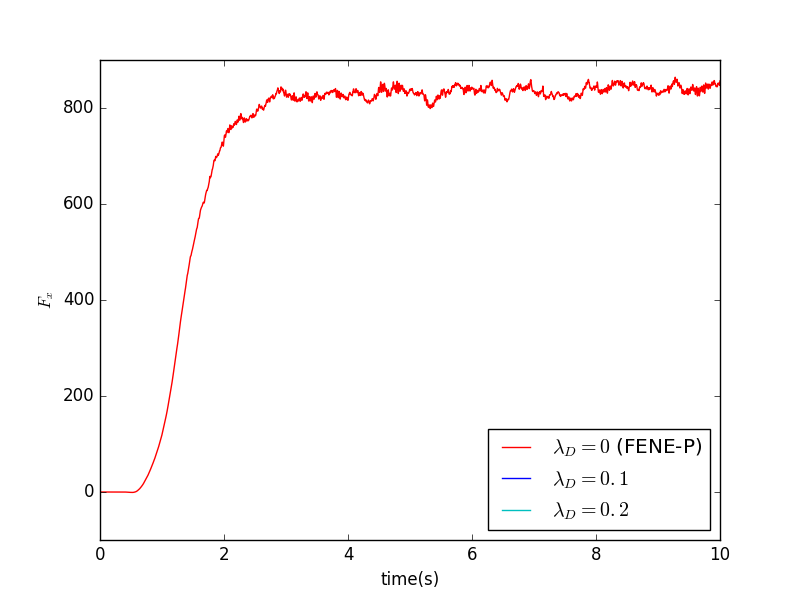 800
600
400
200
0
F_x
0 2 4 6 8 10
time(s)
λ_D = 0 (FENE-P)
λ_D = 0.1
λ_D = 0.2